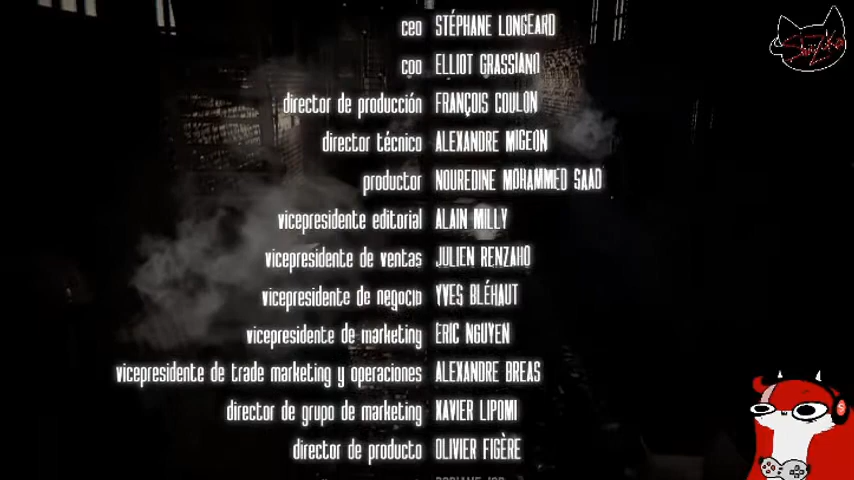 ceo STÉPHANE LONGEARD
coo ELLIOT GRASSIANO
director de producción FRANÇOIS COULON
director técnico ALEXANDRE MIGEON
productor NOUREDINE MOHAMMED SAAD
vicepresidente editorial ALAIN MILLY
vicepresidente de ventas JULIEN RENZAHO
vicepresidente de negocio YVES BLÉHAUT
vicepresidente de marketing ERIC NGUYEN
vicepresidente de trade marketing y operaciones ALEXANDRE BREAS
director de grupo de marketing XAVIER LIPOMI
director de producto OLIVIER FIGÈRE